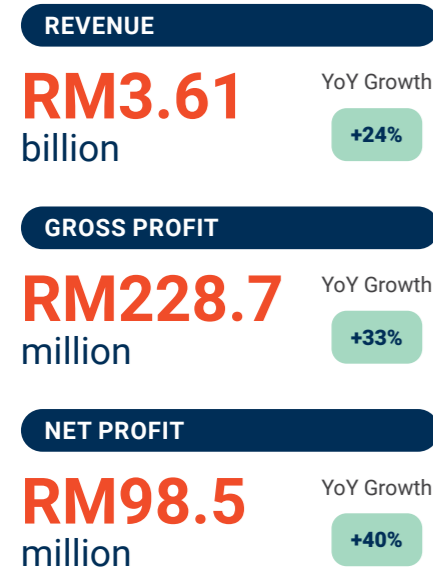 REVENUE
RM3.61
billion
YoY Growth
+24%
GROSS PROFIT
RM228.7
million
YoY Growth
+33%
NET PROFIT
RM98.5
million
YoY Growth
+40%